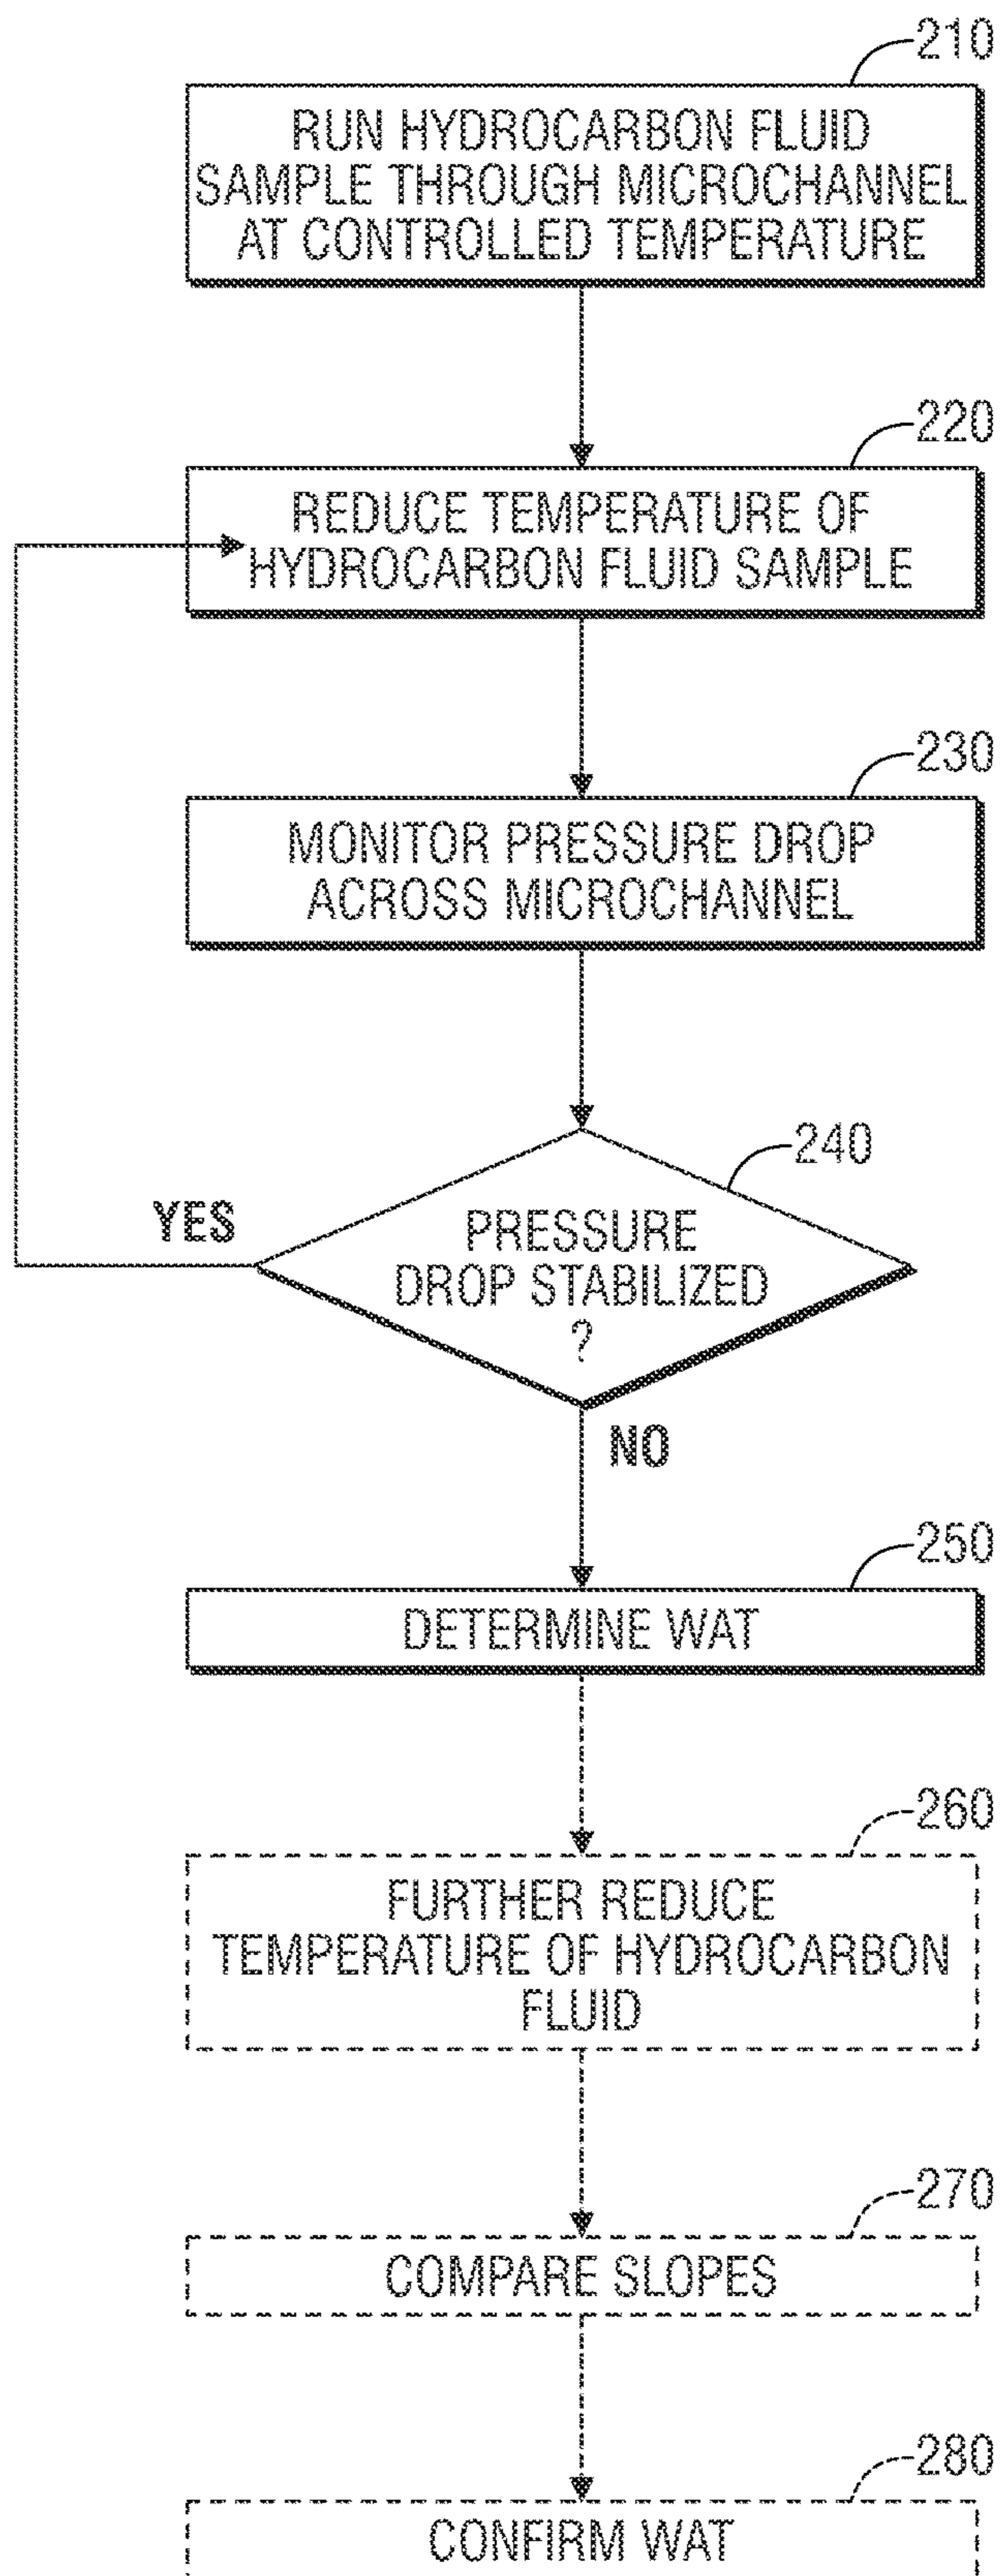 210
RUN HYDROCARBON FLUID
SAMPLE THROUGH MICROCHANNEL
AT CONTROLLED TEMPERATURE
220
REDUCE TEMPERATURE OF
HYDROCARBON FLUID SAMPLE
230
MONITOR PRESSURE DROP
ACROSS MICROCHANNEL
240
YES
PRESSURE
DROP STABILIZED
?
NO
250
DETERMINE WAT
260
FURTHER REDUCE
TEMPERATURE OF HYDROCARBON
FLUID
270
COMPARE SLOPES
280
CONFIRM WAT